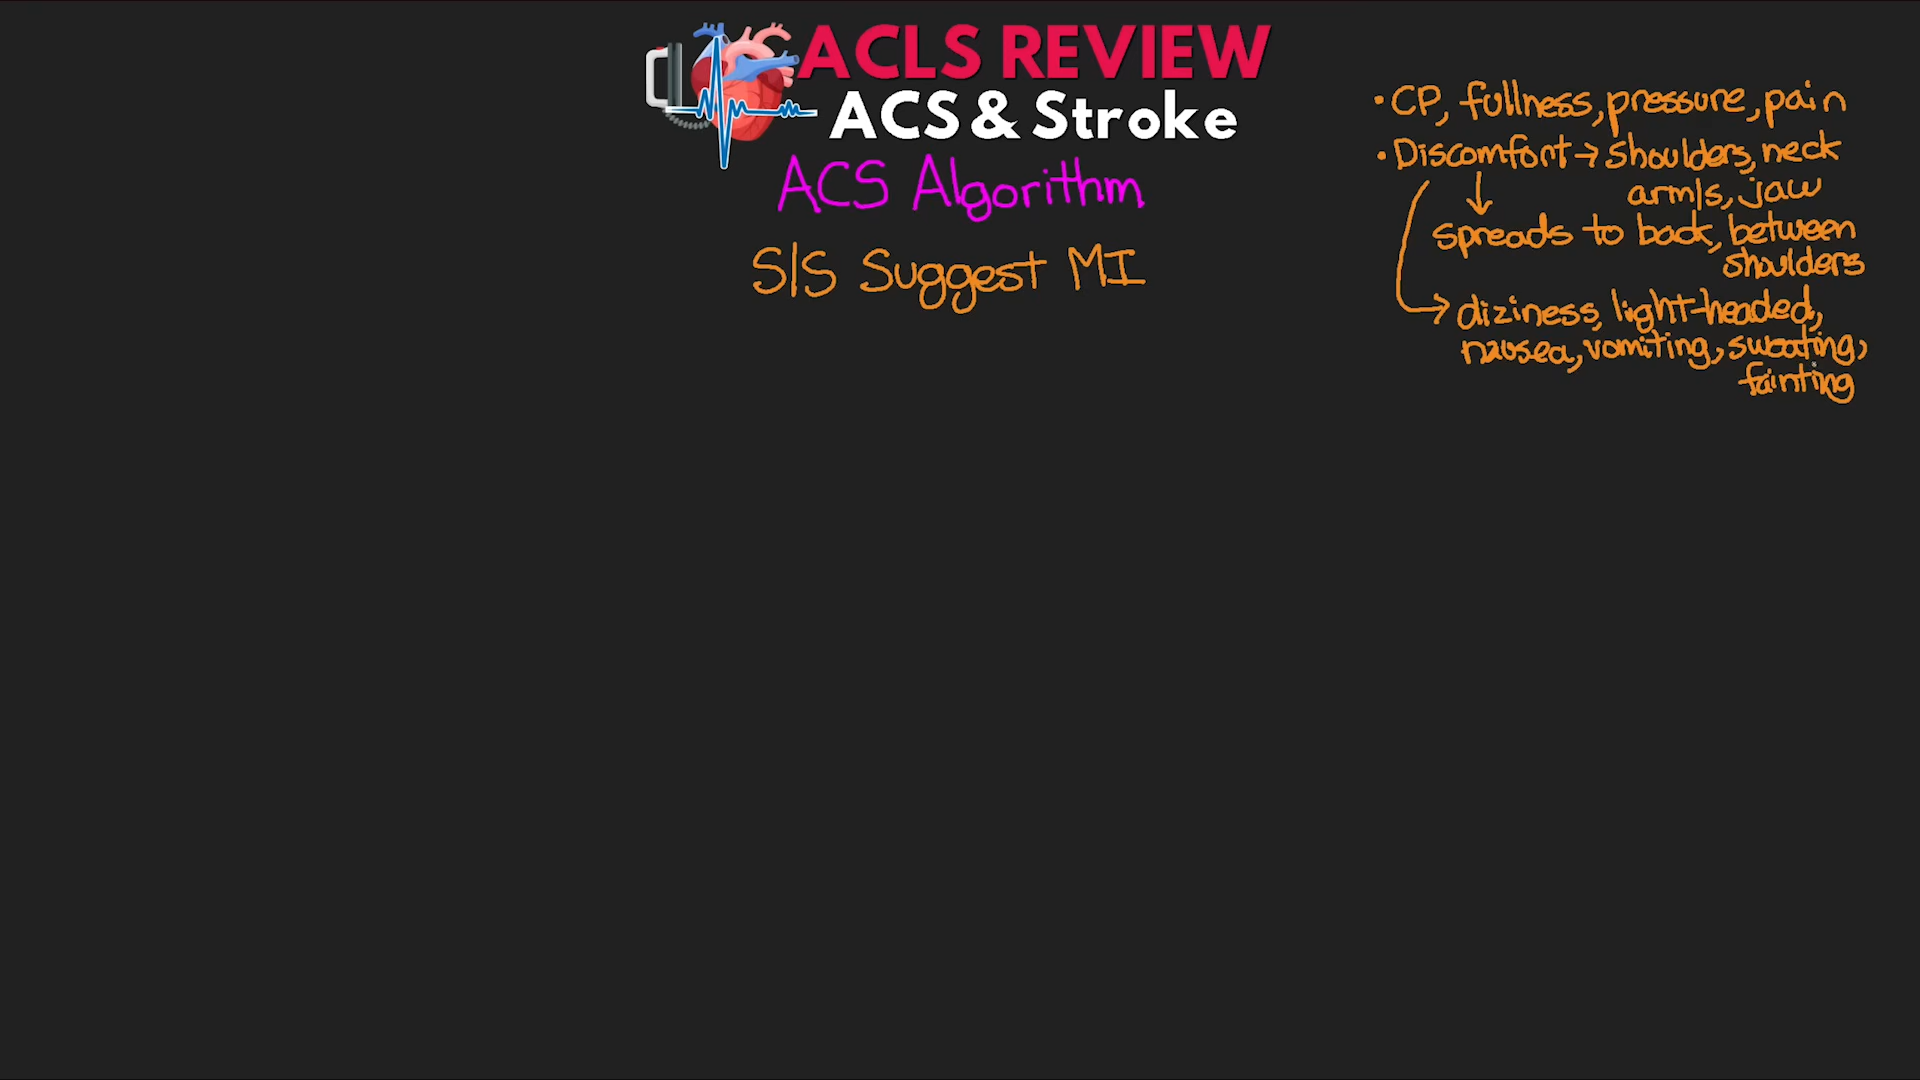 ACLS REVIEW
ACS & Stroke
ACS Algorithm
S/S Suggest MI
• CP, fullness, pressure, pain
• Discomfort → shoulders, neck
arm/s, jaw
spreads to back, between
shoulders
diziness, light-headed,
nausea, vomiting, sweating,
fainting